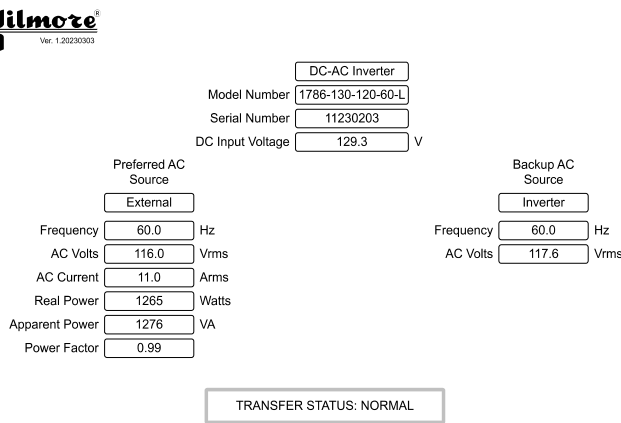 Ver. 1.20230303
DC-AC Inverter
Model Number 1786-130-120-60-L
Serial Number 11230203
DC Input Voltage 129.3 V
Preferred AC
Source
External
Frequency 60.0 Hz
AC Volts 116.0 Vrms
AC Current 11.0 Arms
Real Power 1265 Watts
Apparent Power 1276 VA
Power Factor 0.99
Backup AC
Source
Inverter
Frequency 60.0 Hz
AC Volts 117.6 Vrms
TRANSFER STATUS: NORMAL